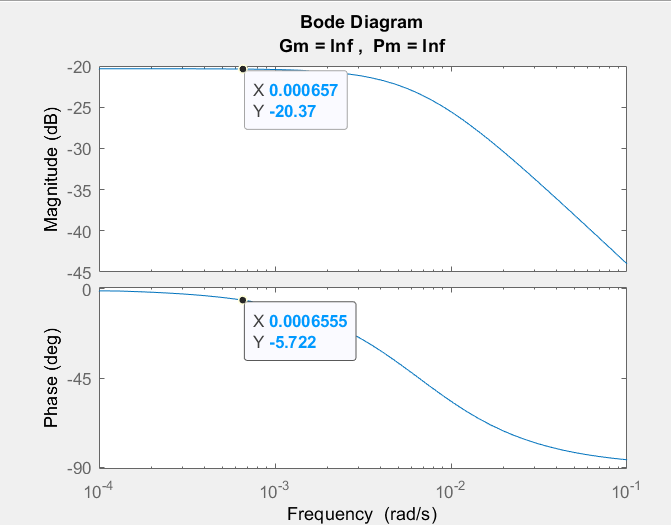 Bode Diagram
Gm = Inf , Pm = Inf
Magnitude (dB)
-20
-25
-30
-35
-40
-45
X 0.000657
Y -20.37
Phase (deg)
0
-45
-90
X 0.0006555
Y -5.722
10-4 10-3 10-2 10-1
Frequency (rad/s)